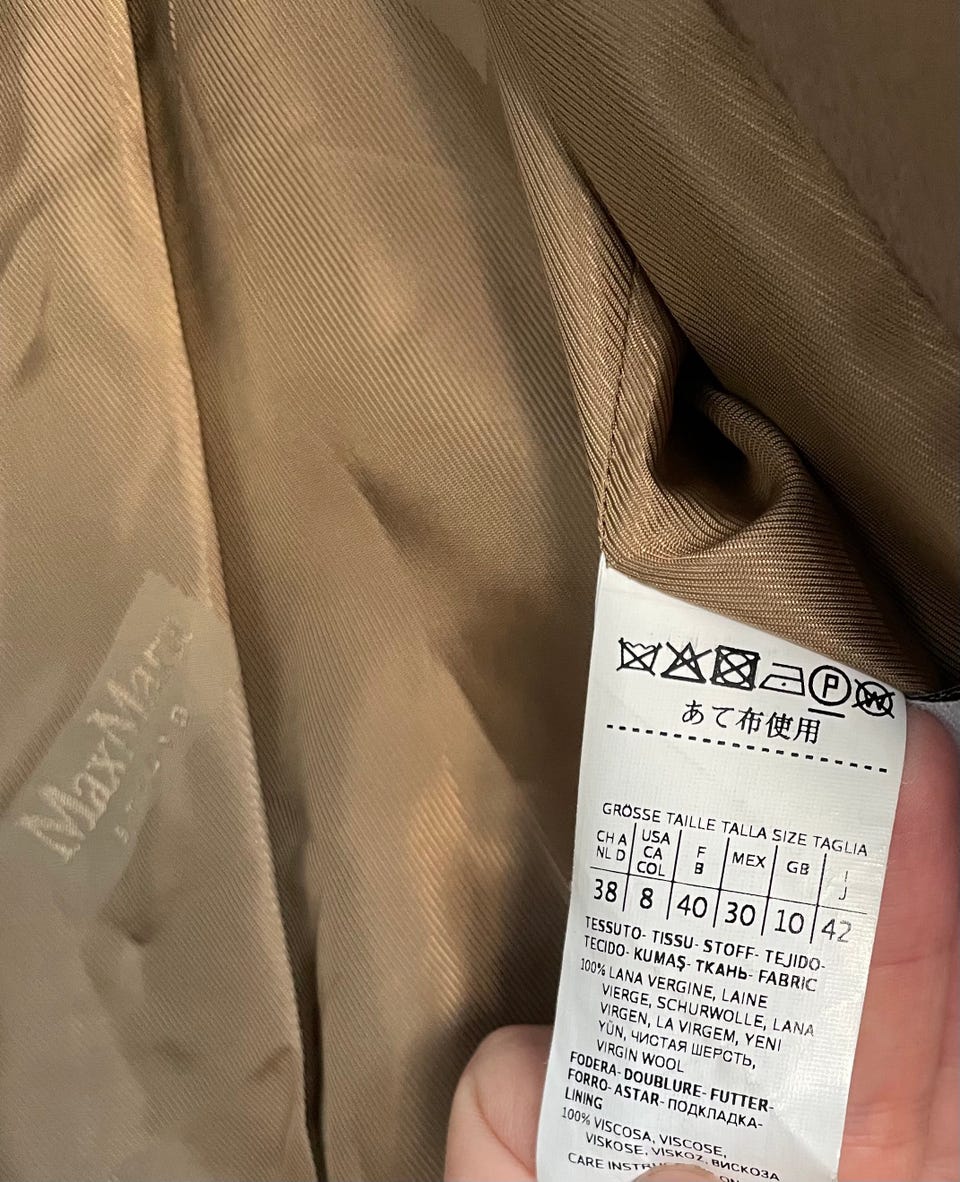 MaxMara
STUDIO
P
W
あて布使用
GRÖSSE TAILLE TALLA SIZE TAGLIA
CH A NL D
USA CA COL
F B
MEX
GB
I J
38 8 40 30 10 42
TESSUTO- TISSU- STOFF- TEJIDO-
TECIDO- KUMAŞ- ТКАНЬ- FABRIC
100% LANA VERGINE, LAINE
VIERGE, SCHURWOLLE, LANA
VIRGEN, LA VIRGEM, YENI
YÜN, ЧИСТАЯ ШЕРСТЬ,
VIRGIN WOOL
FODERA- DOUBLURE- FUTTER-
FORRO- ASTAR- ПОДКЛАДКА-
LINING
100% VISCOSA, VISCOSE,
VISKOSE, VISKOZ, ВИСКОЗА
CARE